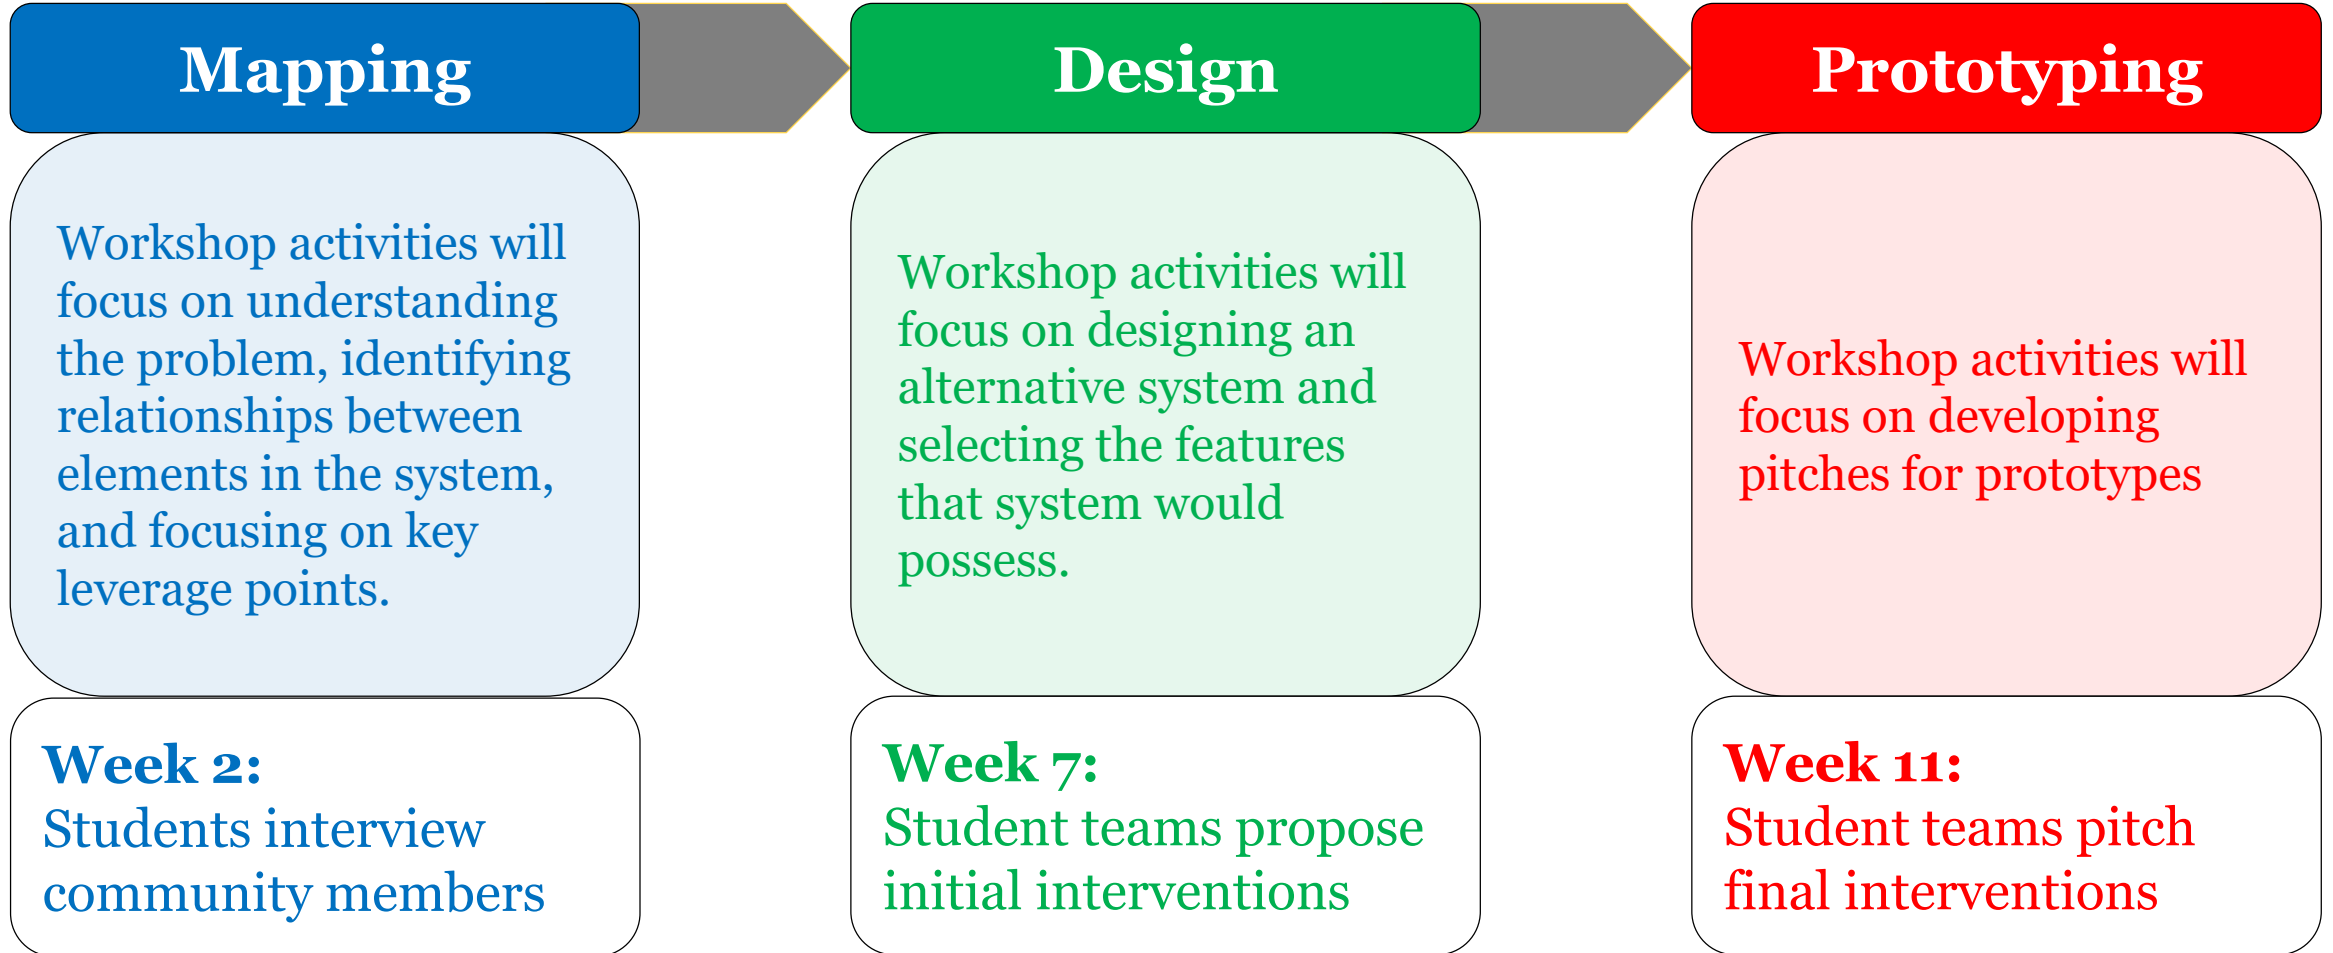 Mapping
Design
Prototyping
Workshop activities will
focus on understanding
the problem, identifying
relationships between
elements in the system,
and focusing on key
leverage points.
Workshop activities will
focus on designing an
alternative system and
selecting the features
that system would
possess.
Workshop activities will
focus on developing
pitches for prototypes
Week 2:
Students interview
community members
Week 7:
Student teams propose
initial interventions
Week 11:
Student teams pitch
final interventions